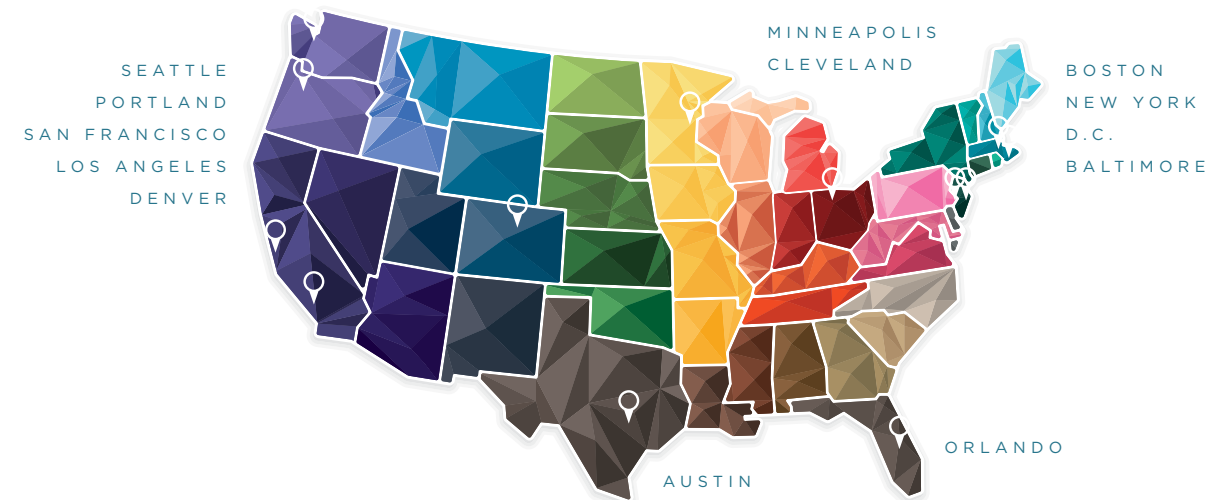 SEATTLE
PORTLAND
SAN FRANCISCO
LOS ANGELES
DENVER
MINNEAPOLIS
CLEVELAND
BOSTON
NEW YORK
D.C.
BALTIMORE
ORLANDO
AUSTIN